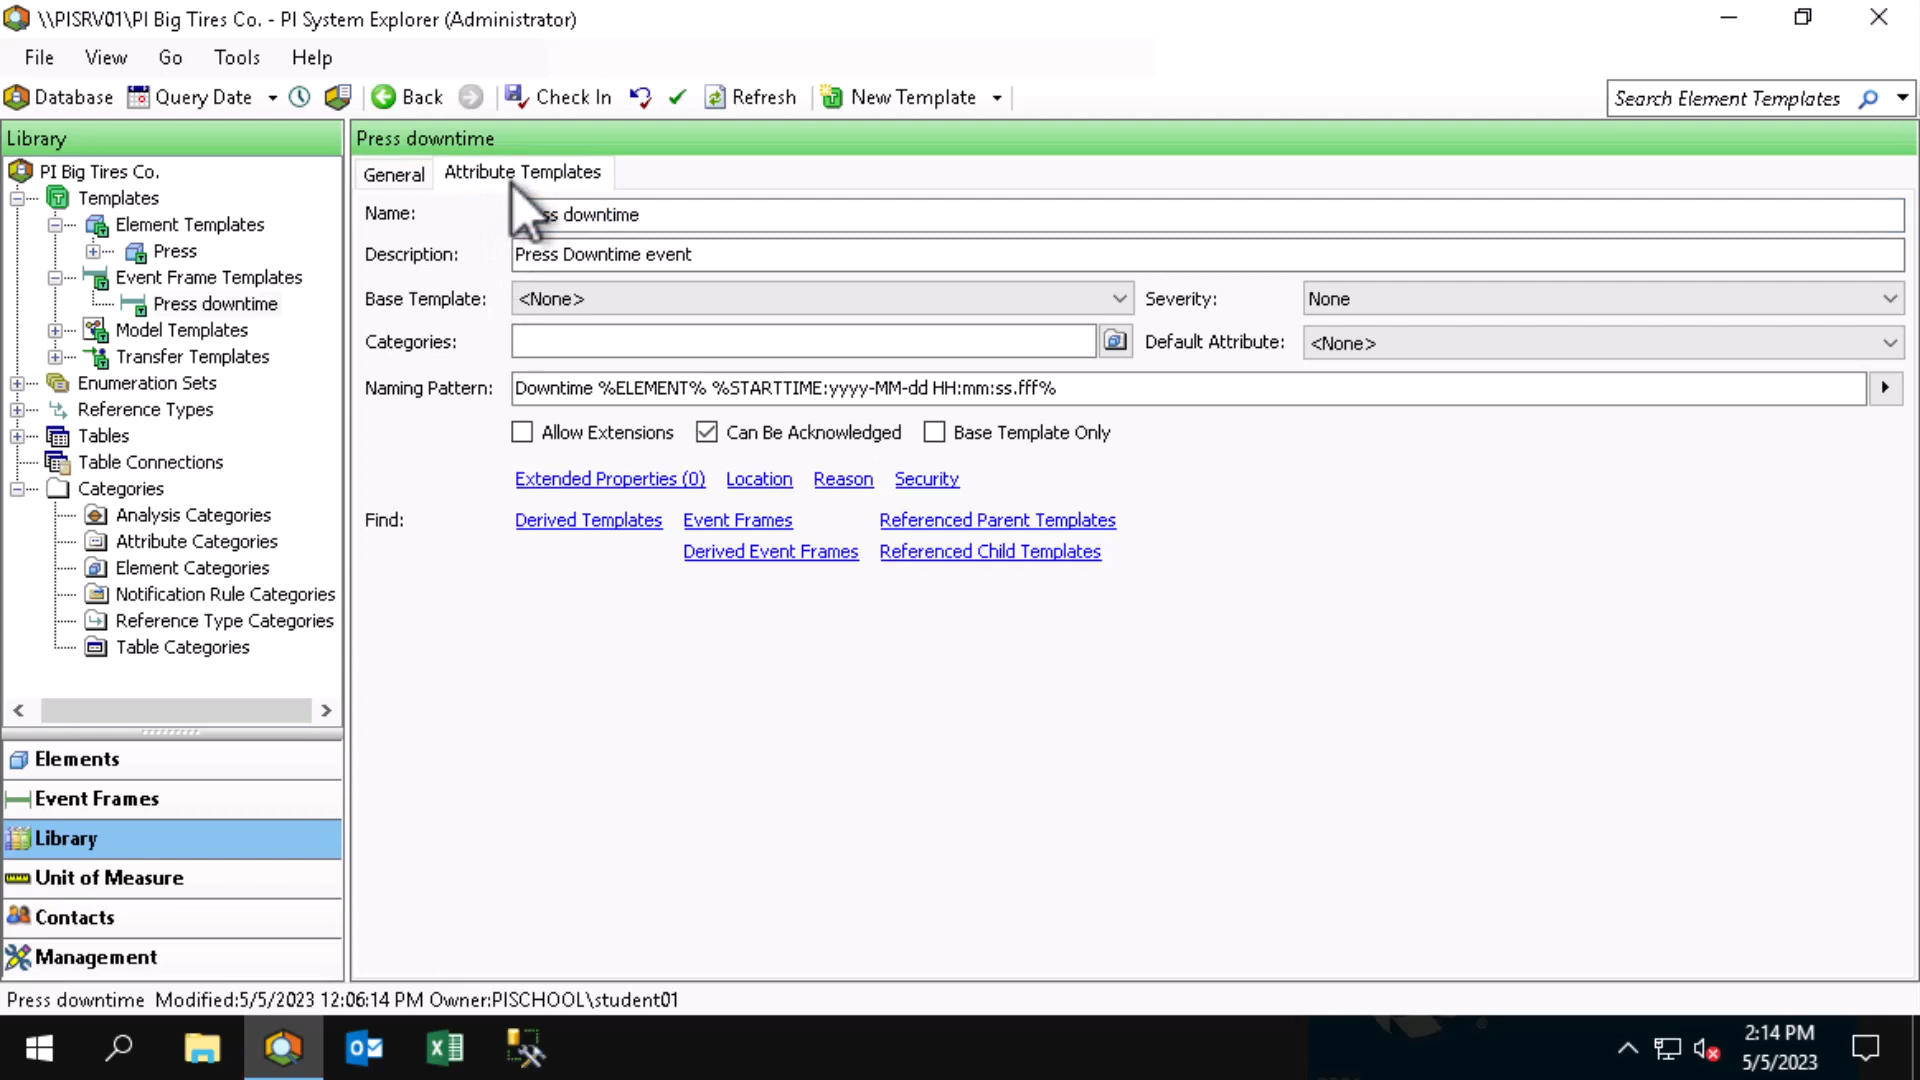 \\PISRV01\PI Big Tires Co. - PI System Explorer (Administrator)
File View Go Tools Help
Database Query Date Back Check In Refresh New Template Search Element Templates
Library
PI Big Tires Co.
Templates
Element Templates
Press
Event Frame Templates
Press downtime
Model Templates
Transfer Templates
Enumeration Sets
Reference Types
Tables
Table Connections
Categories
Analysis Categories
Attribute Categories
Element Categories
Notification Rule Categories
Reference Type Categories
Table Categories
Elements
Event Frames
Library
Unit of Measure
Contacts
Management
Press downtime
General Attribute Templates
Name: downtime
Description: Press Downtime event
Base Template: <None> Severity: None
Categories: Default Attribute: <None>
Naming Pattern: Downtime %ELEMENT% %STARTTIME:yyyy-MM-dd HH:mm:ss.fff%
Allow Extensions Can Be Acknowledged Base Template Only
Extended Properties (0) Location Reason Security
Find: Derived Templates Event Frames Referenced Parent Templates
Derived Event Frames Referenced Child Templates
Press downtime Modified:5/5/2023 12:06:14 PM Owner:PISCHOOL\student01
2:14 PM
5/5/2023